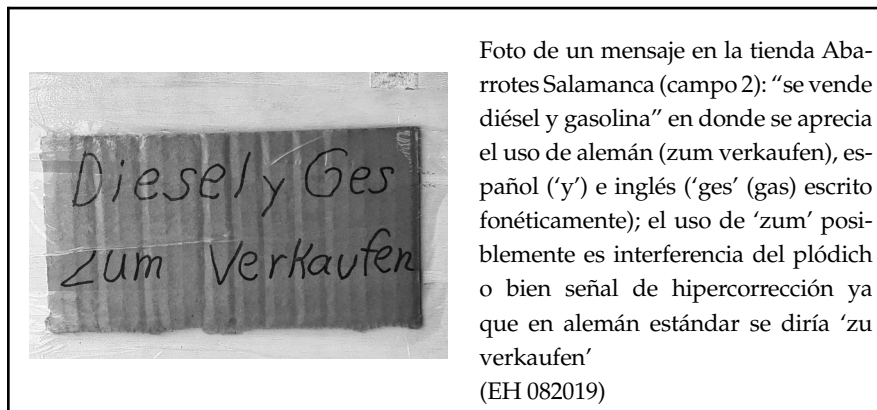 Diesel y Ges
zum Verkaufen
Foto de un mensaje en la tienda Aba-
rrotes Salamanca (campo 2): “se vende
diésel y gasolina” en donde se aprecia
el uso de alemán (zum verkaufen), es-
pañol (‘y’) e inglés (‘ges’ (gas) escrito
fonéticamente); el uso de ‘zum’ posi-
blemente es interferencia del plódich
o bien señal de hipercorrección ya
que en alemán estándar se diría ‘zu
verkaufen’
(EH 082019)